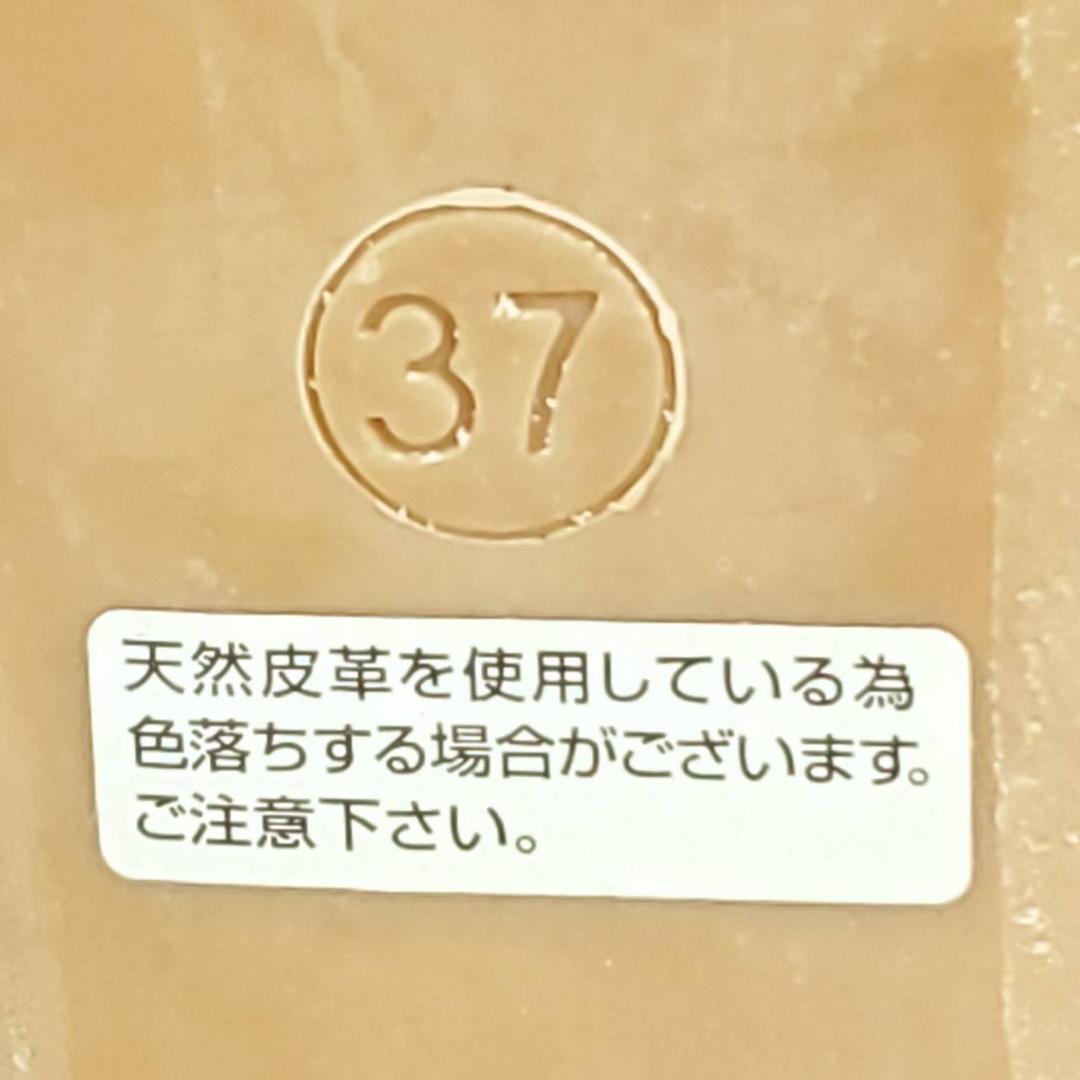 37
天然皮革を使用している為
色落ちする場合がございます。
ご注意下さい。